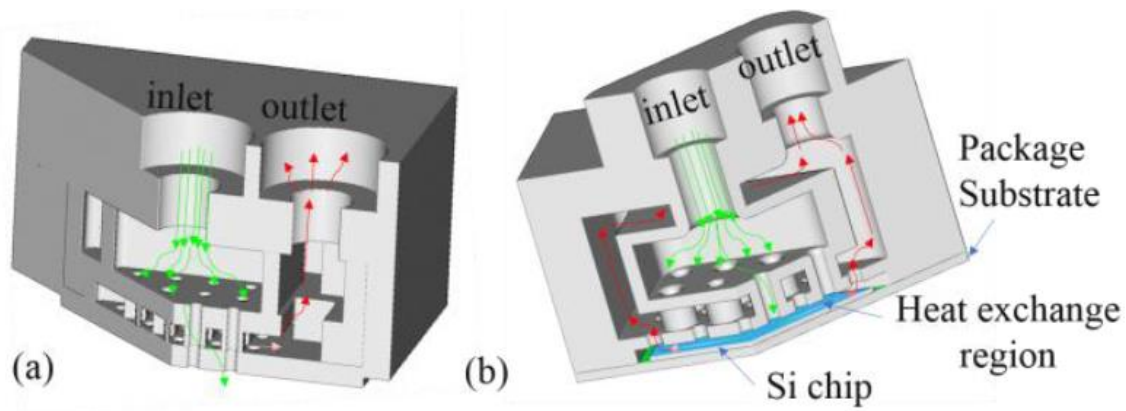 inlet outlet
(a)
outlet
inlet
Package
Substrate
Heat exchange
region
Si chip
(b)